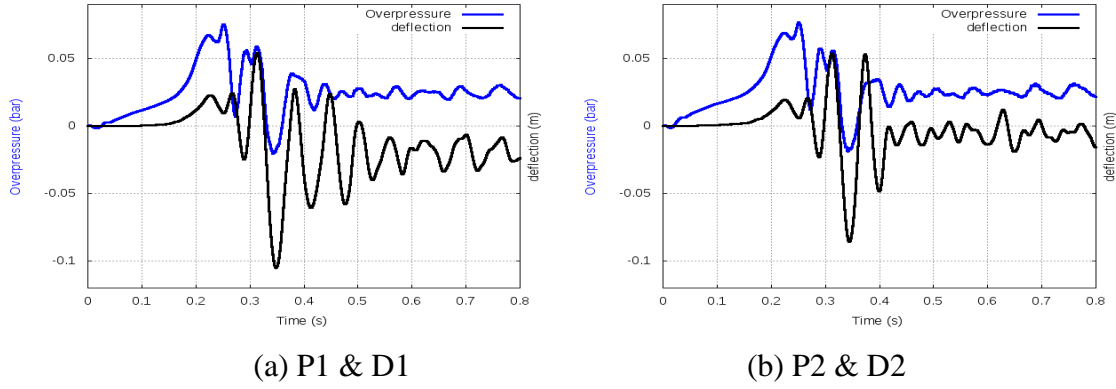 Overpressure
deflection
0.05
0
-0.05
-0.1
Overpressure (bar)
deflection (m)
0 0.1 0.2 0.3 0.4 0.5 0.6 0.7 0.8
Time (s)
(a) P1 & D1
Overpressure
deflection
0.05
0
-0.05
-0.1
Overpressure (bar)
deflection (m)
0 0.1 0.2 0.3 0.4 0.5 0.6 0.7 0.8
Time (s)
(b) P2 & D2